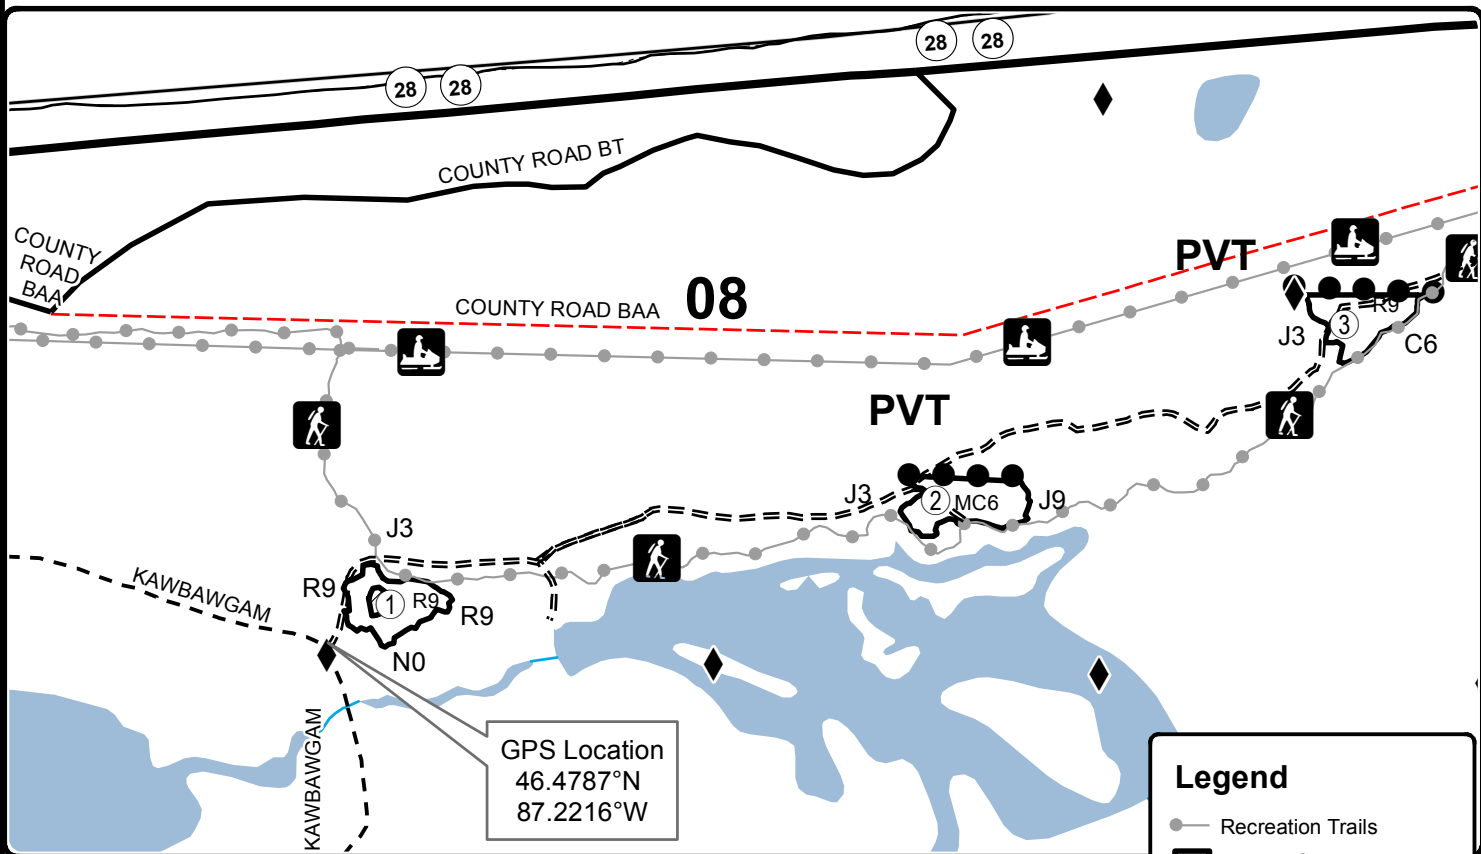 28
28
28
28
COUNTY ROAD BT
COUNTY
ROAD
BAA
PVT
08
COUNTY ROAD BAA
R9
J3
3
C6
PVT
J3
2
MC6
J9
J3
KAWBAWGAM
R9
1
R9
R9
N0
KAWBAWGAM
GPS Location
46.4787°N
87.2216°W
Legend
Recreation Trails